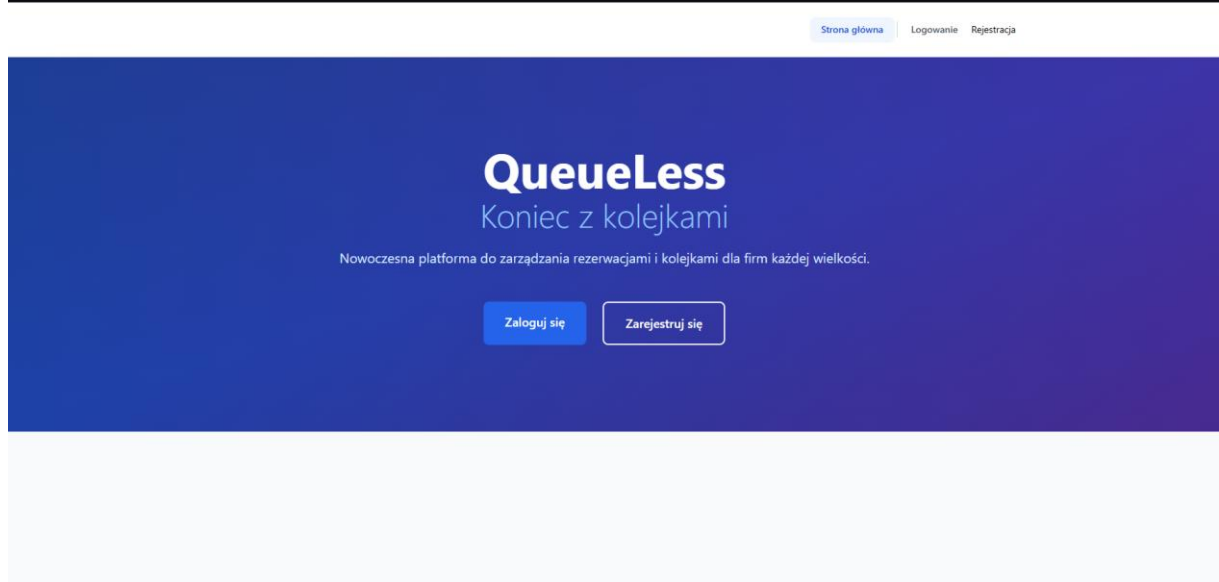 Strona główna Logowanie Rejestracja
QueueLess
Koniec z kolejkami
Nowoczesna platforma do zarządzania rezerwacjami i kolejkami dla firm każdej wielkości.
Zaloguj się Zarejestruj się